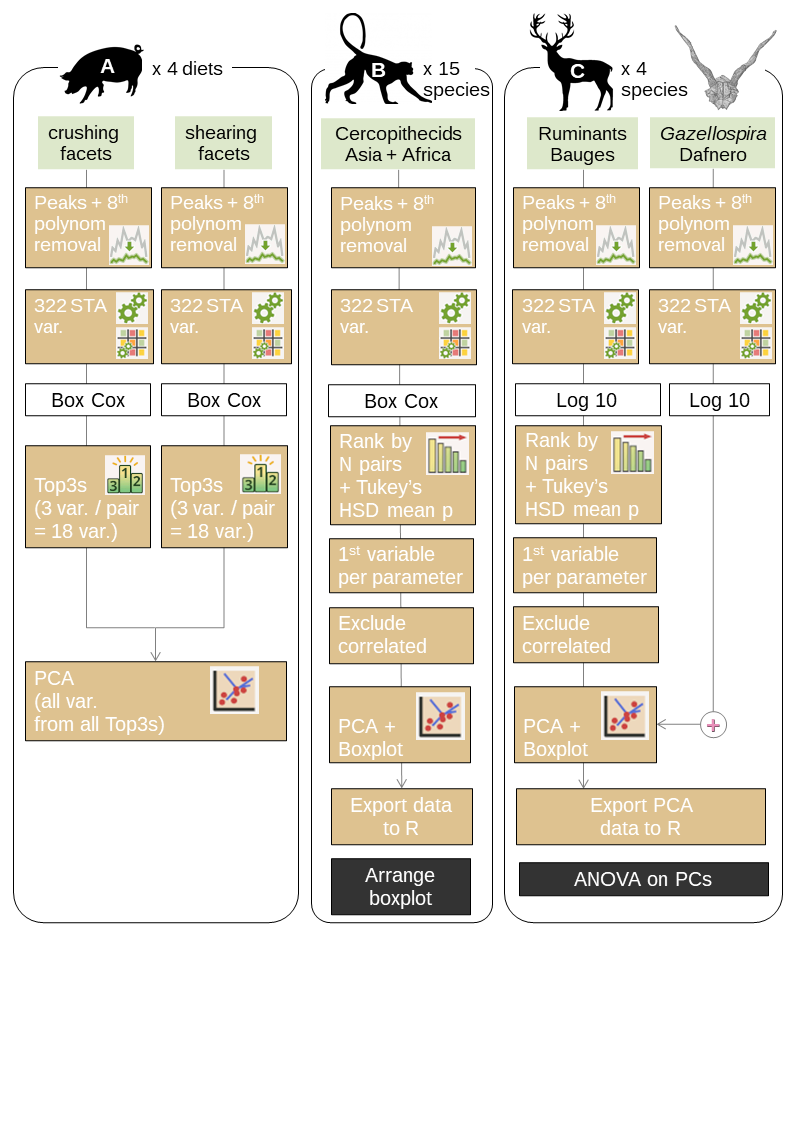 A
x 4 diets
crushing
facets
shearing
facets
Peaks + 8th
polynom
removal
Peaks + 8th
polynom
removal
322 STA
var.
322 STA
var.
Box Cox
Box Cox
1
2
3
Top3s
(3 var. / pair
= 18 var.)
1
2
3
Top3s
(3 var. / pair
= 18 var.)
PCA
(all var.
from all Top3s)
B
x 15
species
Cercopithecids
Asia + Africa
Peaks + 8th
polynom
removal
322 STA
var.
Box Cox
Rank by
N pairs
+ Tukey’s
HSD mean p
1st variable
per parameter
Exclude
correlated
PCA +
Boxplot
Export data
to R
Arrange
boxplot
C
x 4
species
Ruminants
Bauges
Gazellospira
Dafnero
Peaks + 8th
polynom
removal
Peaks + 8th
polynom
removal
322 STA
var.
322 STA
var.
Log 10
Log 10
Rank by
N pairs
+ Tukey’s
HSD mean p
1st variable
per parameter
Exclude
correlated
PCA +
Boxplot
+
Export PCA
data to R
ANOVA on PCs